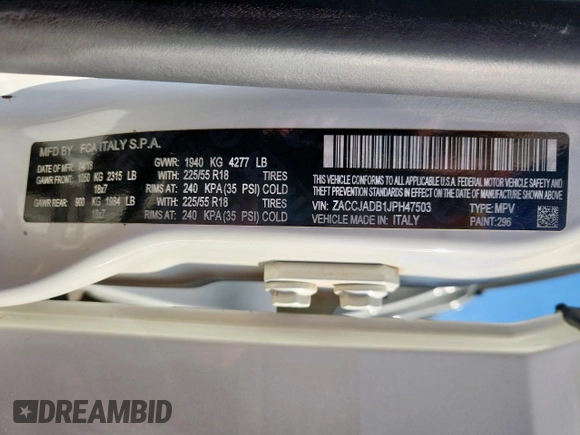 MFD BY FCA ITALY S.P.A.
DATE OF MFR. GVWR: 1940 KG 4277 LB
GAWR FRONT: 1050 KG 2315 LB WITH: 225/55 R18 TIRES
18x7 RIMS AT: 240 KPA (35 PSI) COLD
GAWR REAR: 900 KG 1984 LB WITH: 225/55 R18 TIRES
18x7 RIMS AT: 240 KPA (35 PSI) COLD
THIS VEHICLE CONFORMS TO ALL APPLICABLE U.S.A. FEDERAL MOTOR
VEHICLE SAFETY, BUMPER, AND
THEFT PREVENTION STANDARDS IN EFFECT ON THE DATE OF MANUFACTURE SHOWN ABOVE.
VIN: ZACCJADB1JPH47503 TYPE: MPV
VEHICLE MADE IN: ITALY PAINT: 296
DREAMBID